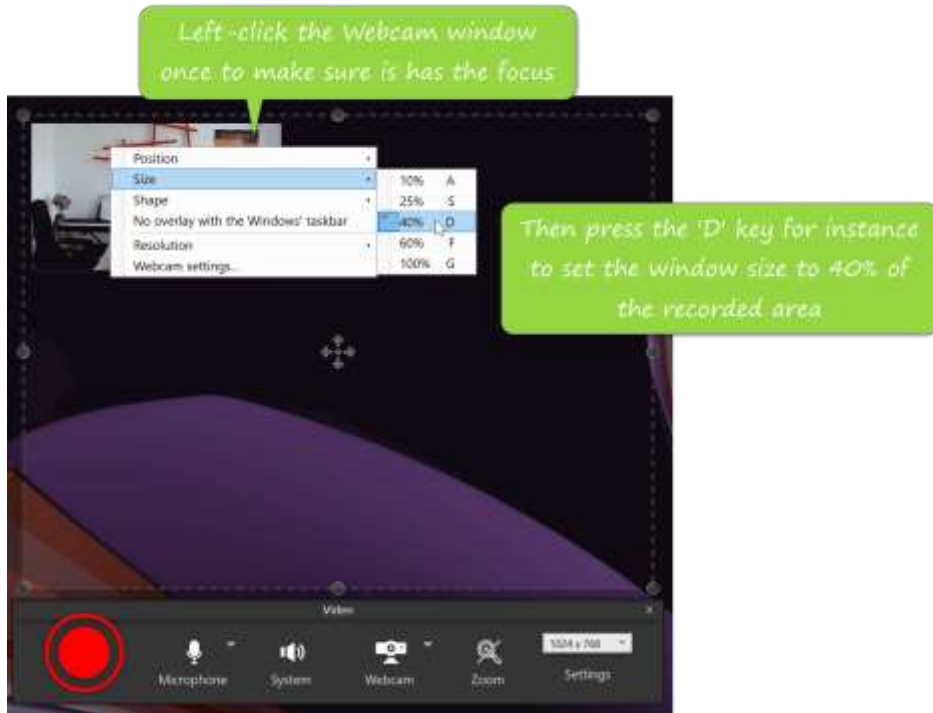 Left-click the Webcam window
once to make sure is has the focus
Position
Size
10% A
Shape
25% S
No overlay with the Windows' taskbar
40% D
Then press the 'D' key for instance
to set the window size to 40% of
the recorded area
Resolution
60% F
Webcam settings...
100% G
Video
1024 x 768
Microphone
System
Webcam
Zoom
Settings